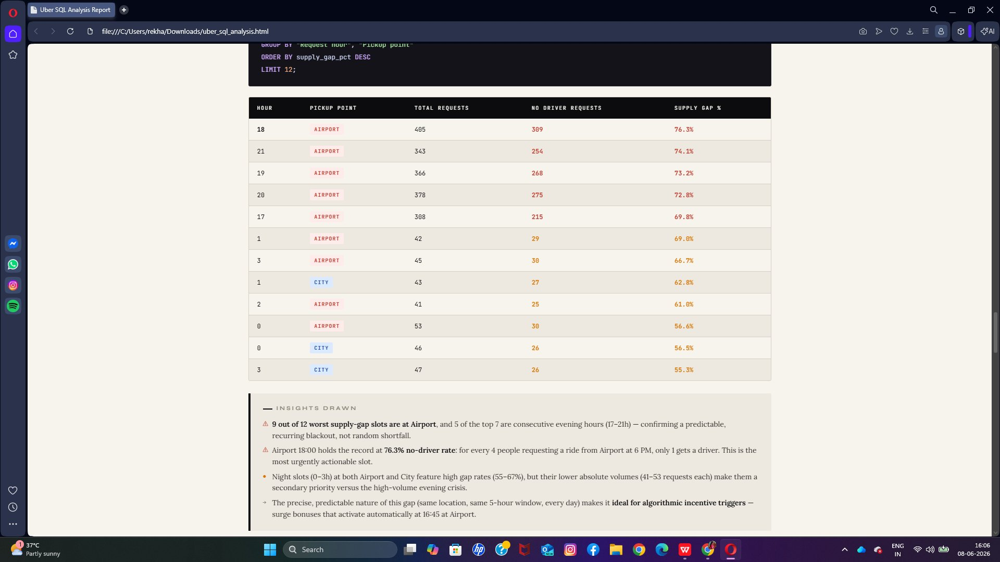 Uber SQL Analysis Report
file:///C:/Users/rekha/Downloads/uber_sql_analysis.html
AI
GROUP BY "Request hour", "Pickup point"
ORDER BY supply_gap_pct DESC
LIMIT 12;
HOUR PICKUP POINT TOTAL REQUESTS NO DRIVER REQUESTS SUPPLY GAP %
18 AIRPORT 405 309 76.3%
21 AIRPORT 343 254 74.1%
19 AIRPORT 366 268 73.2%
20 AIRPORT 378 275 72.8%
17 AIRPORT 308 215 69.8%
1 AIRPORT 42 29 69.0%
3 AIRPORT 45 30 66.7%
1 CITY 43 27 62.8%
2 AIRPORT 41 25 61.0%
0 AIRPORT 53 30 56.6%
0 CITY 46 26 56.5%
3 CITY 47 26 55.3%
INSIGHTS DRAWN
9 out of 12 worst supply-gap slots are at Airport, and 5 of the top 7 are consecutive evening hours (17–21h) — confirming a predictable,
recurring blackout, not random shortfall.
Airport 18:00 holds the record at 76.3% no-driver rate: for every 4 people requesting a ride from Airport at 6 PM, only 1 gets a driver. This is the
most urgently actionable slot.
Night slots (0–3h) at both Airport and City feature high gap rates (55–67%), but their lower absolute volumes (41–53 requests each) make them a
secondary priority versus the high-volume evening crisis.
→ The precise, predictable nature of this gap (same location, same 5-hour window, every day) makes it ideal for algorithmic incentive triggers —
surge bonuses that activate automatically at 16:45 at Airport.
1
37°C
Partly sunny
Search
hp
NEW
ENG
IN
16:06
08-06-2026